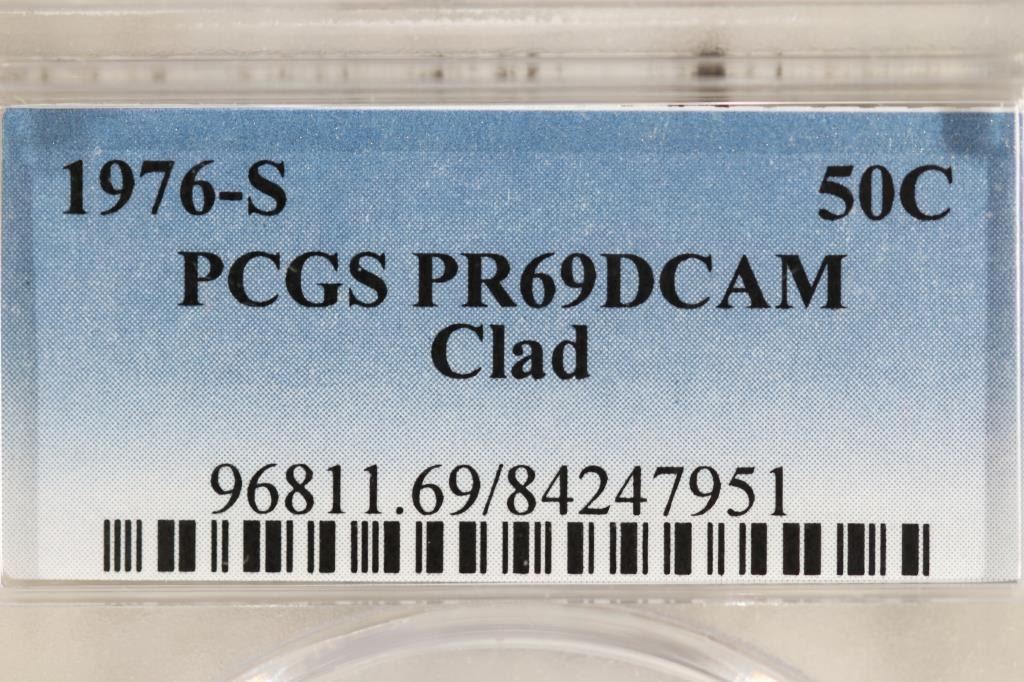 1976-S 50C
PCGS PR69DCAM
Clad
96811.69/84247951